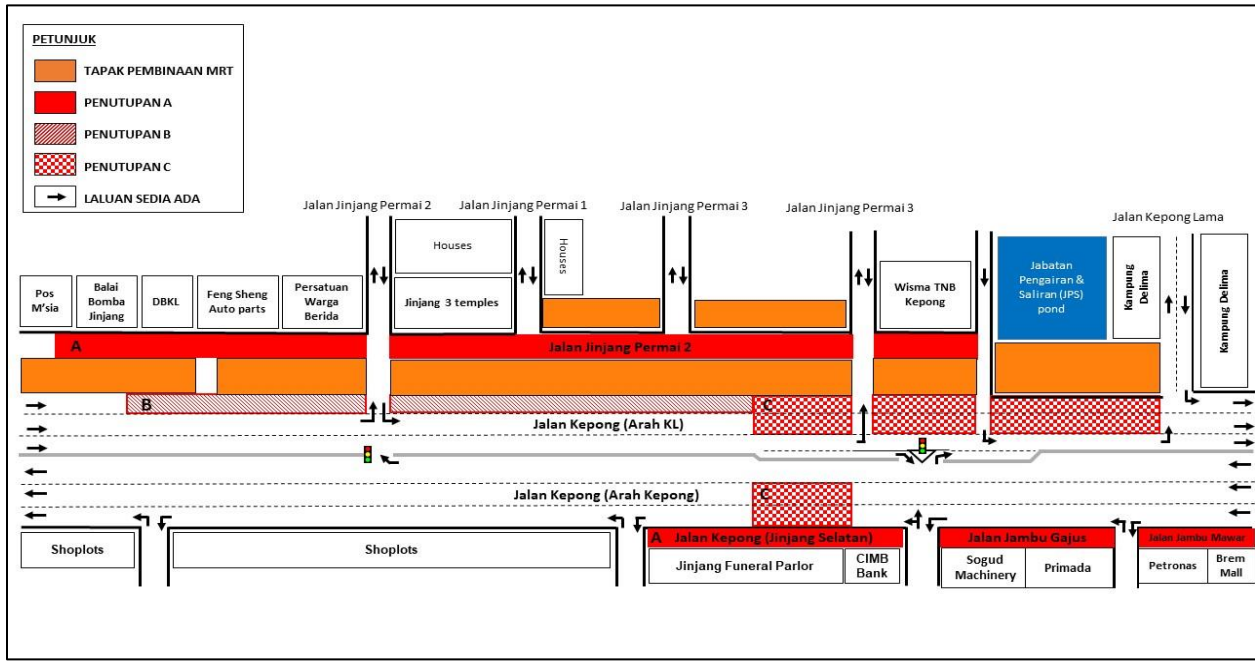 PETUNJUK
TAPAK PEMBINAAN MRT
PENUTUPAN A
PENUTUPAN B
PENUTUPAN C
LALUAN SEDIA ADA
Jalan Jinjang Permai 2
Jalan Jinjang Permai 1
Jalan Jinjang Permai 3
Jalan Jinjang Permai 3
Jalan Kepong Lama
Houses
Houses
Pos
M'sia
Balai
Bomba
Jinjang
DBKL
Feng Sheng
Auto parts
Persatuan
Warga
Berida
Jinjang 3 temples
Wisma TNB
Kepong
Jabatan
Pengairan &
Saliran (JPS)
pond
Kampung
Delima
Kampung Delima
A
Jalan Jinjang Permai 2
B
C
Jalan Kepong (Arah KL)
Jalan Kepong (Arah Kepong)
C
Shoplots
Shoplots
A
Jalan Kepong (Jinjang Selatan)
Jinjang Funeral Parlor
CIMB
Bank
Jalan Jambu Gajus
Sogud
Machinery
Primada
Jalan Jambu Mawar
Petronas
Brem
Mall